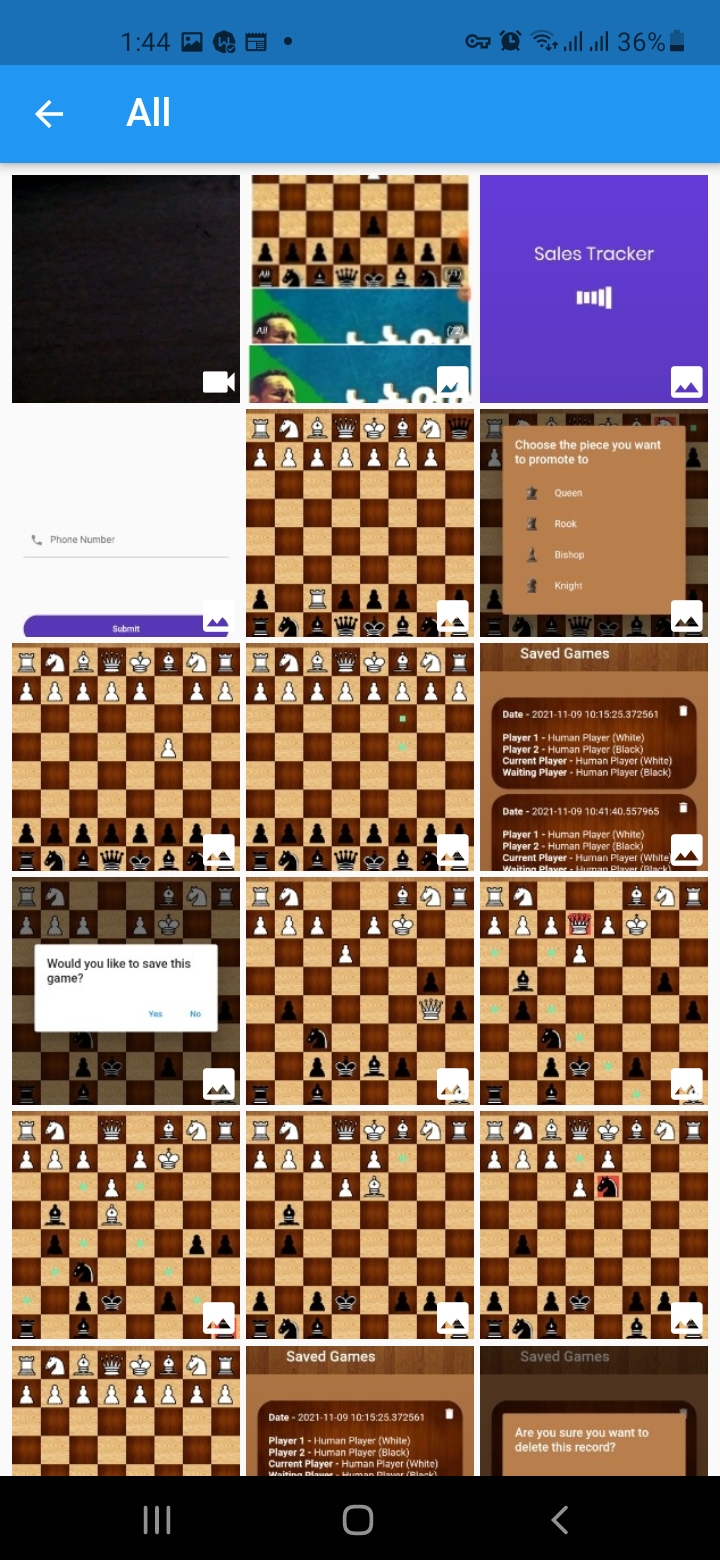 1:44
36%
All
All
(73)
All
(72)
Sales Tracker
Phone Number
Submit
Choose the piece you want
to promote to
Queen
Rook
Bishop
Knight
Saved Games
Date - 2021-11-09 10:15:25.372561
Player 1 - Human Player (White)
Player 2 - Human Player (Black)
Current Player - Human Player (White)
Waiting Player - Human Player (Black)
Date - 2021-11-09 10:41:40.557965
Player 1 - Human Player (White)
Player 2 - Human Player (Black)
Current Player - Human Player (White)
Waiting Player - Human Player (Black)
Would you like to save this
game?
Yes
No
Saved Games
Date - 2021-11-09 10:15:25.372561
Player 1 - Human Player (White)
Player 2 - Human Player (Black)
Current Player - Human Player (White)
Waiting Player - Human Player (Black)
Saved Games
Are you sure you want to
delete this record?